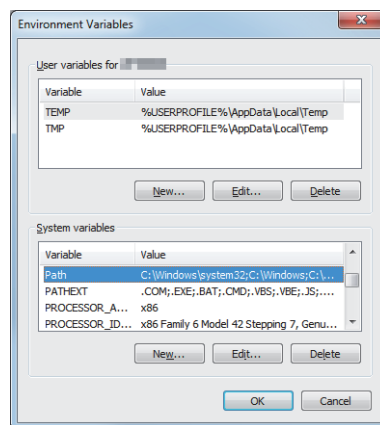 Environment Variables
User variables for
Variable Value
TEMP %USERPROFILE%\AppData\Local\Temp
TMP %USERPROFILE%\AppData\Local\Temp
New... Edit... Delete
System variables
Variable Value
Path C:\Windows\system32;C:\Windows;C:\...
PATHEXT .COM;.EXE;.BAT;.CMD;.VBS;.VBE;.JS;....
PROCESSOR_A... x86
PROCESSOR_ID... x86 Family 6 Model 42 Stepping 7, Genu...
New... Edit... Delete
OK Cancel